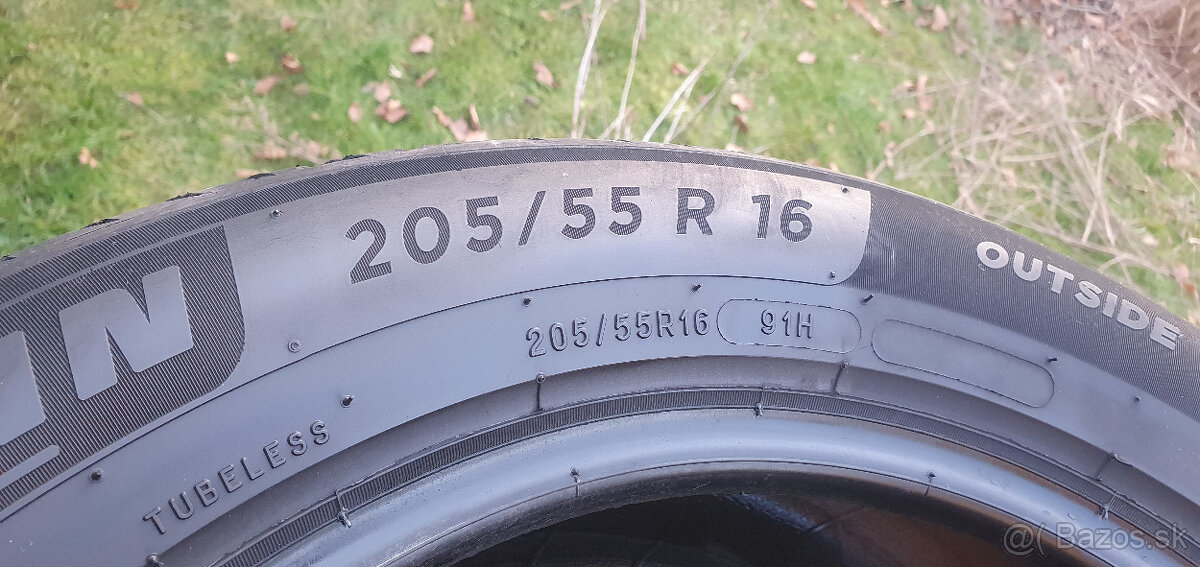 205/55 R 16
OUTSIDE
205/55R16 91H
TUBELESS
@( Bazos.sk